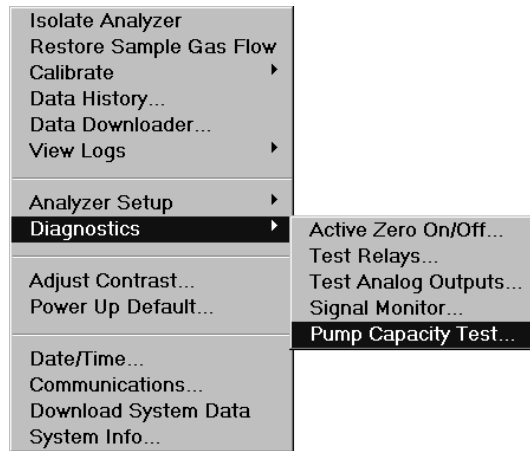 Isolate Analyzer
Restore Sample Gas Flow
Calibrate
Data History...
Data Downloader...
View Logs
Analyzer Setup
Diagnostics
Adjust Contrast...
Power Up Default...
Date/Time...
Communications...
Download System Data
System Info...
Active Zero On/Off...
Test Relays...
Test Analog Outputs...
Signal Monitor...
Pump Capacity Test...